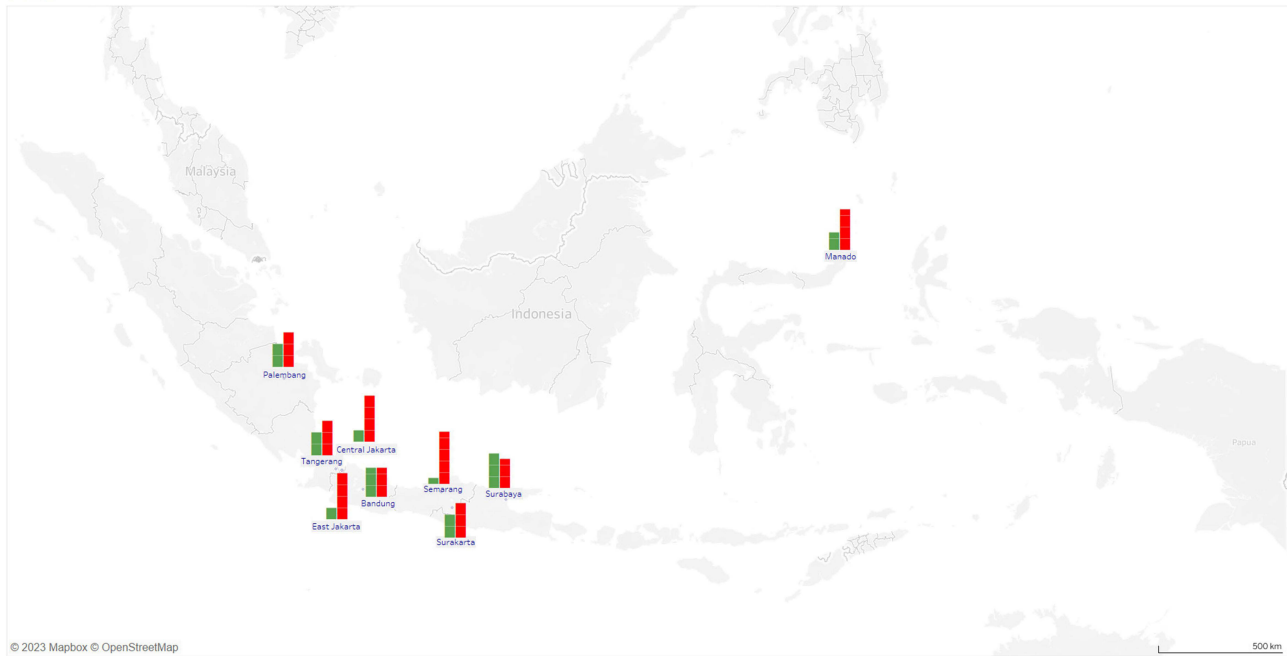 Malaysia
Manado
Indonesia
Palembang
Central Jakarta
Tangerang
Semarang
Surabaya
Bandung
East Jakarta
Surakarta
Papua
© 2023 Mapbox © OpenStreetMap
500 km